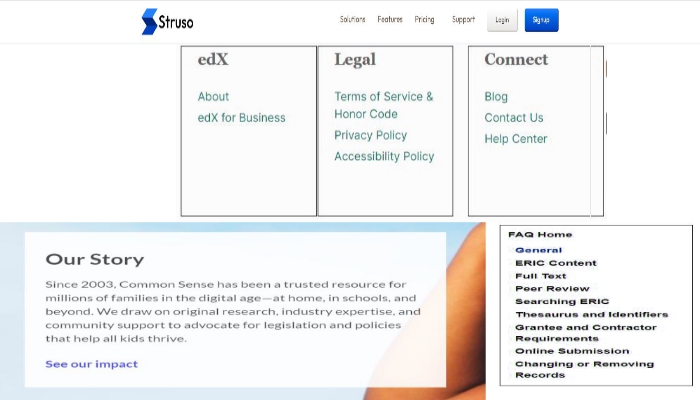 Struso
Solutions
Features
Pricing
Support
Login
Signup
edX
About
edX for Business
Legal
Terms of Service &
Honor Code
Privacy Policy
Accessibility Policy
Connect
Blog
Contact Us
Help Center
Our Story
Since 2003, Common Sense has been a trusted resource for
millions of families in the digital age—at home, in schools, and
beyond. We draw on original research, industry expertise, and
community support to advocate for legislation and policies
that help all kids thrive.
See our impact
FAQ Home
General
ERIC Content
Full Text
Peer Review
Searching ERIC
Thesaurus and Identifiers
Grantee and Contractor
Requirements
Online Submission
Changing or Removing
Records